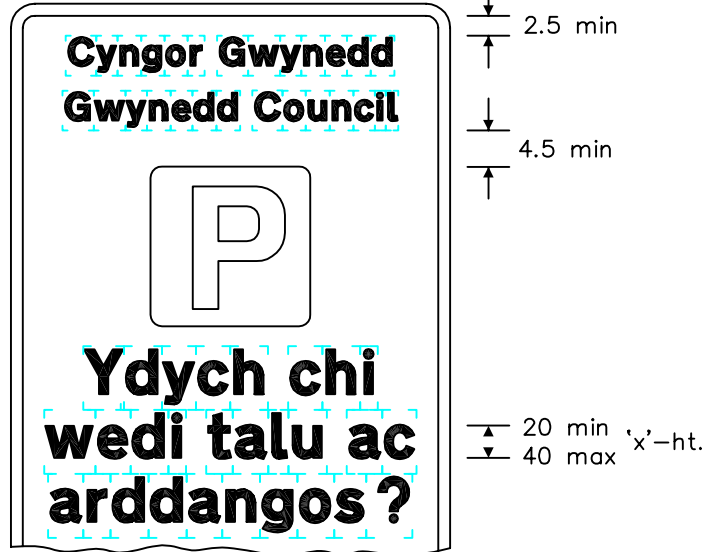 Cyngor Gwynedd
Gwynedd Council
P
Ydych chi
wedi talu ac
arddangos ?
2.5 min
4.5 min
20 min
40 max
'x'-ht.